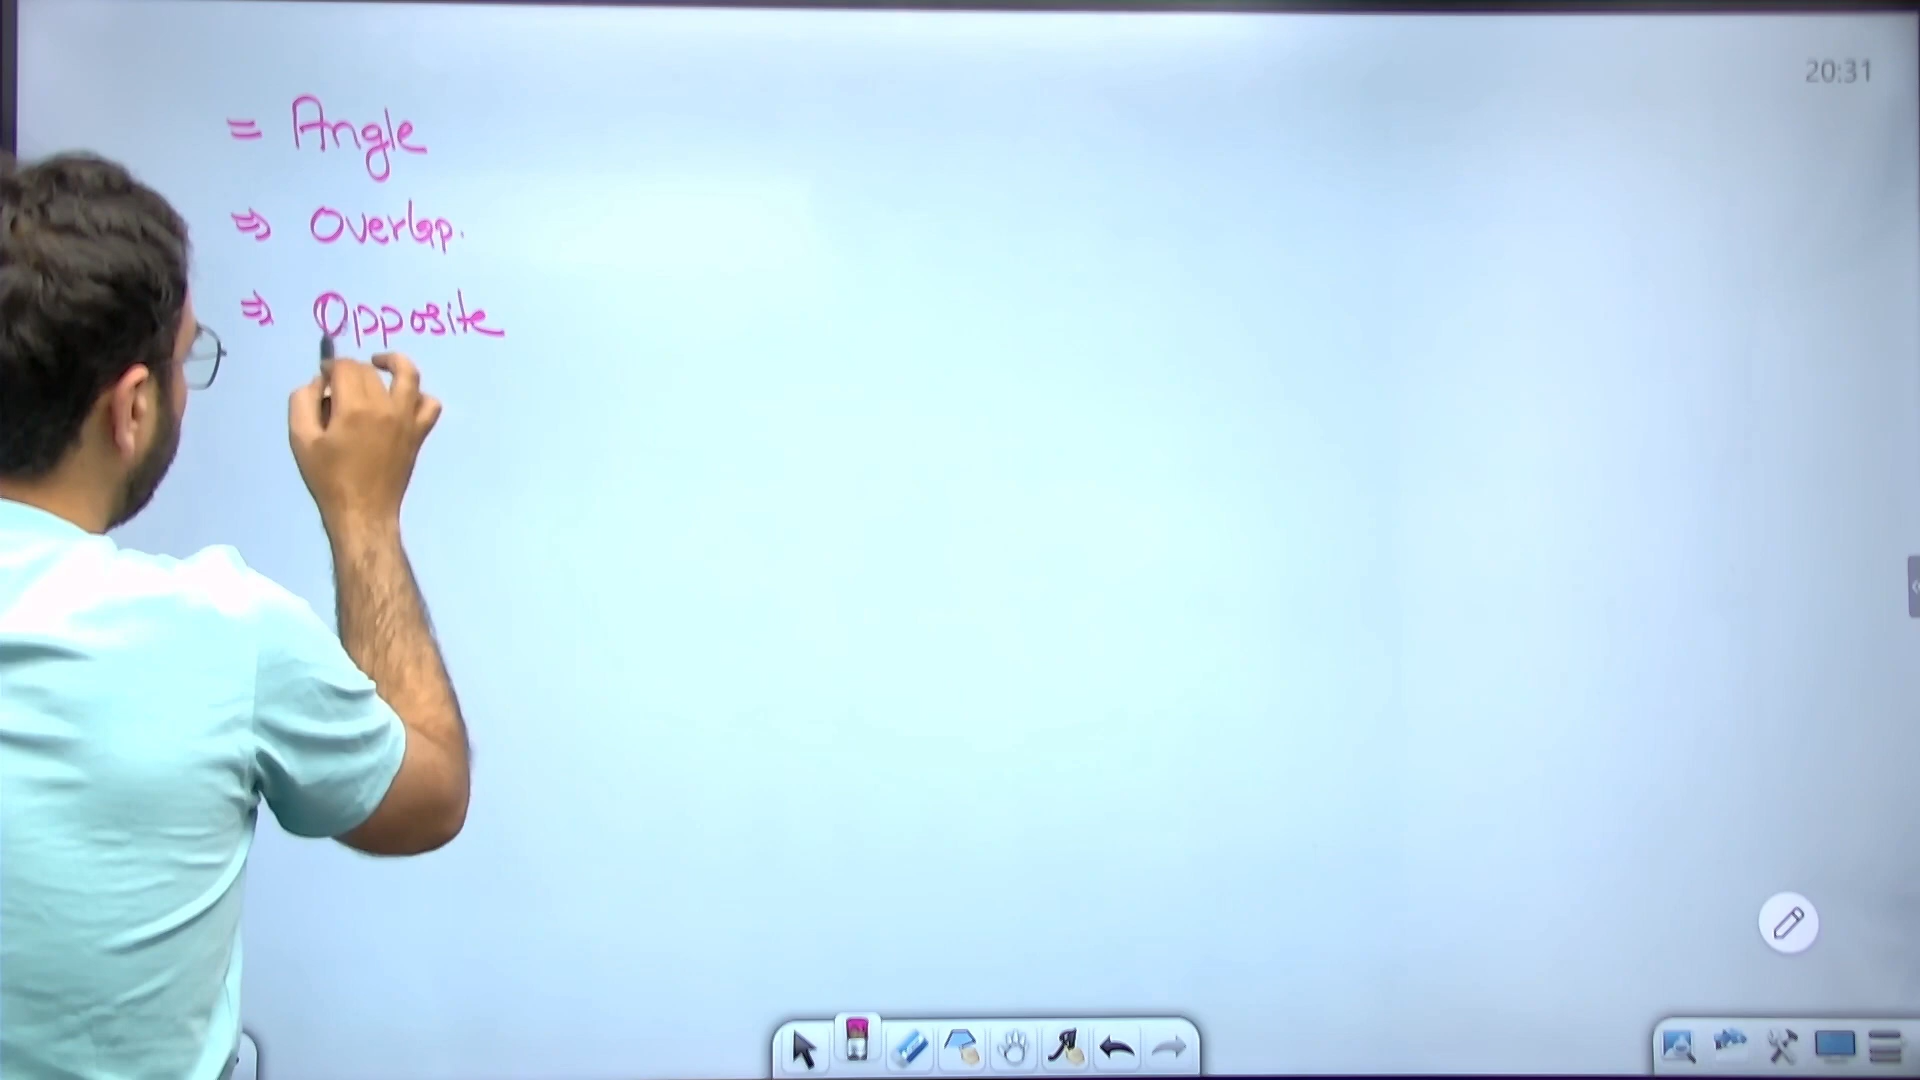 20:31
= Angle
⇒ Overlap.
⇒ Opposite